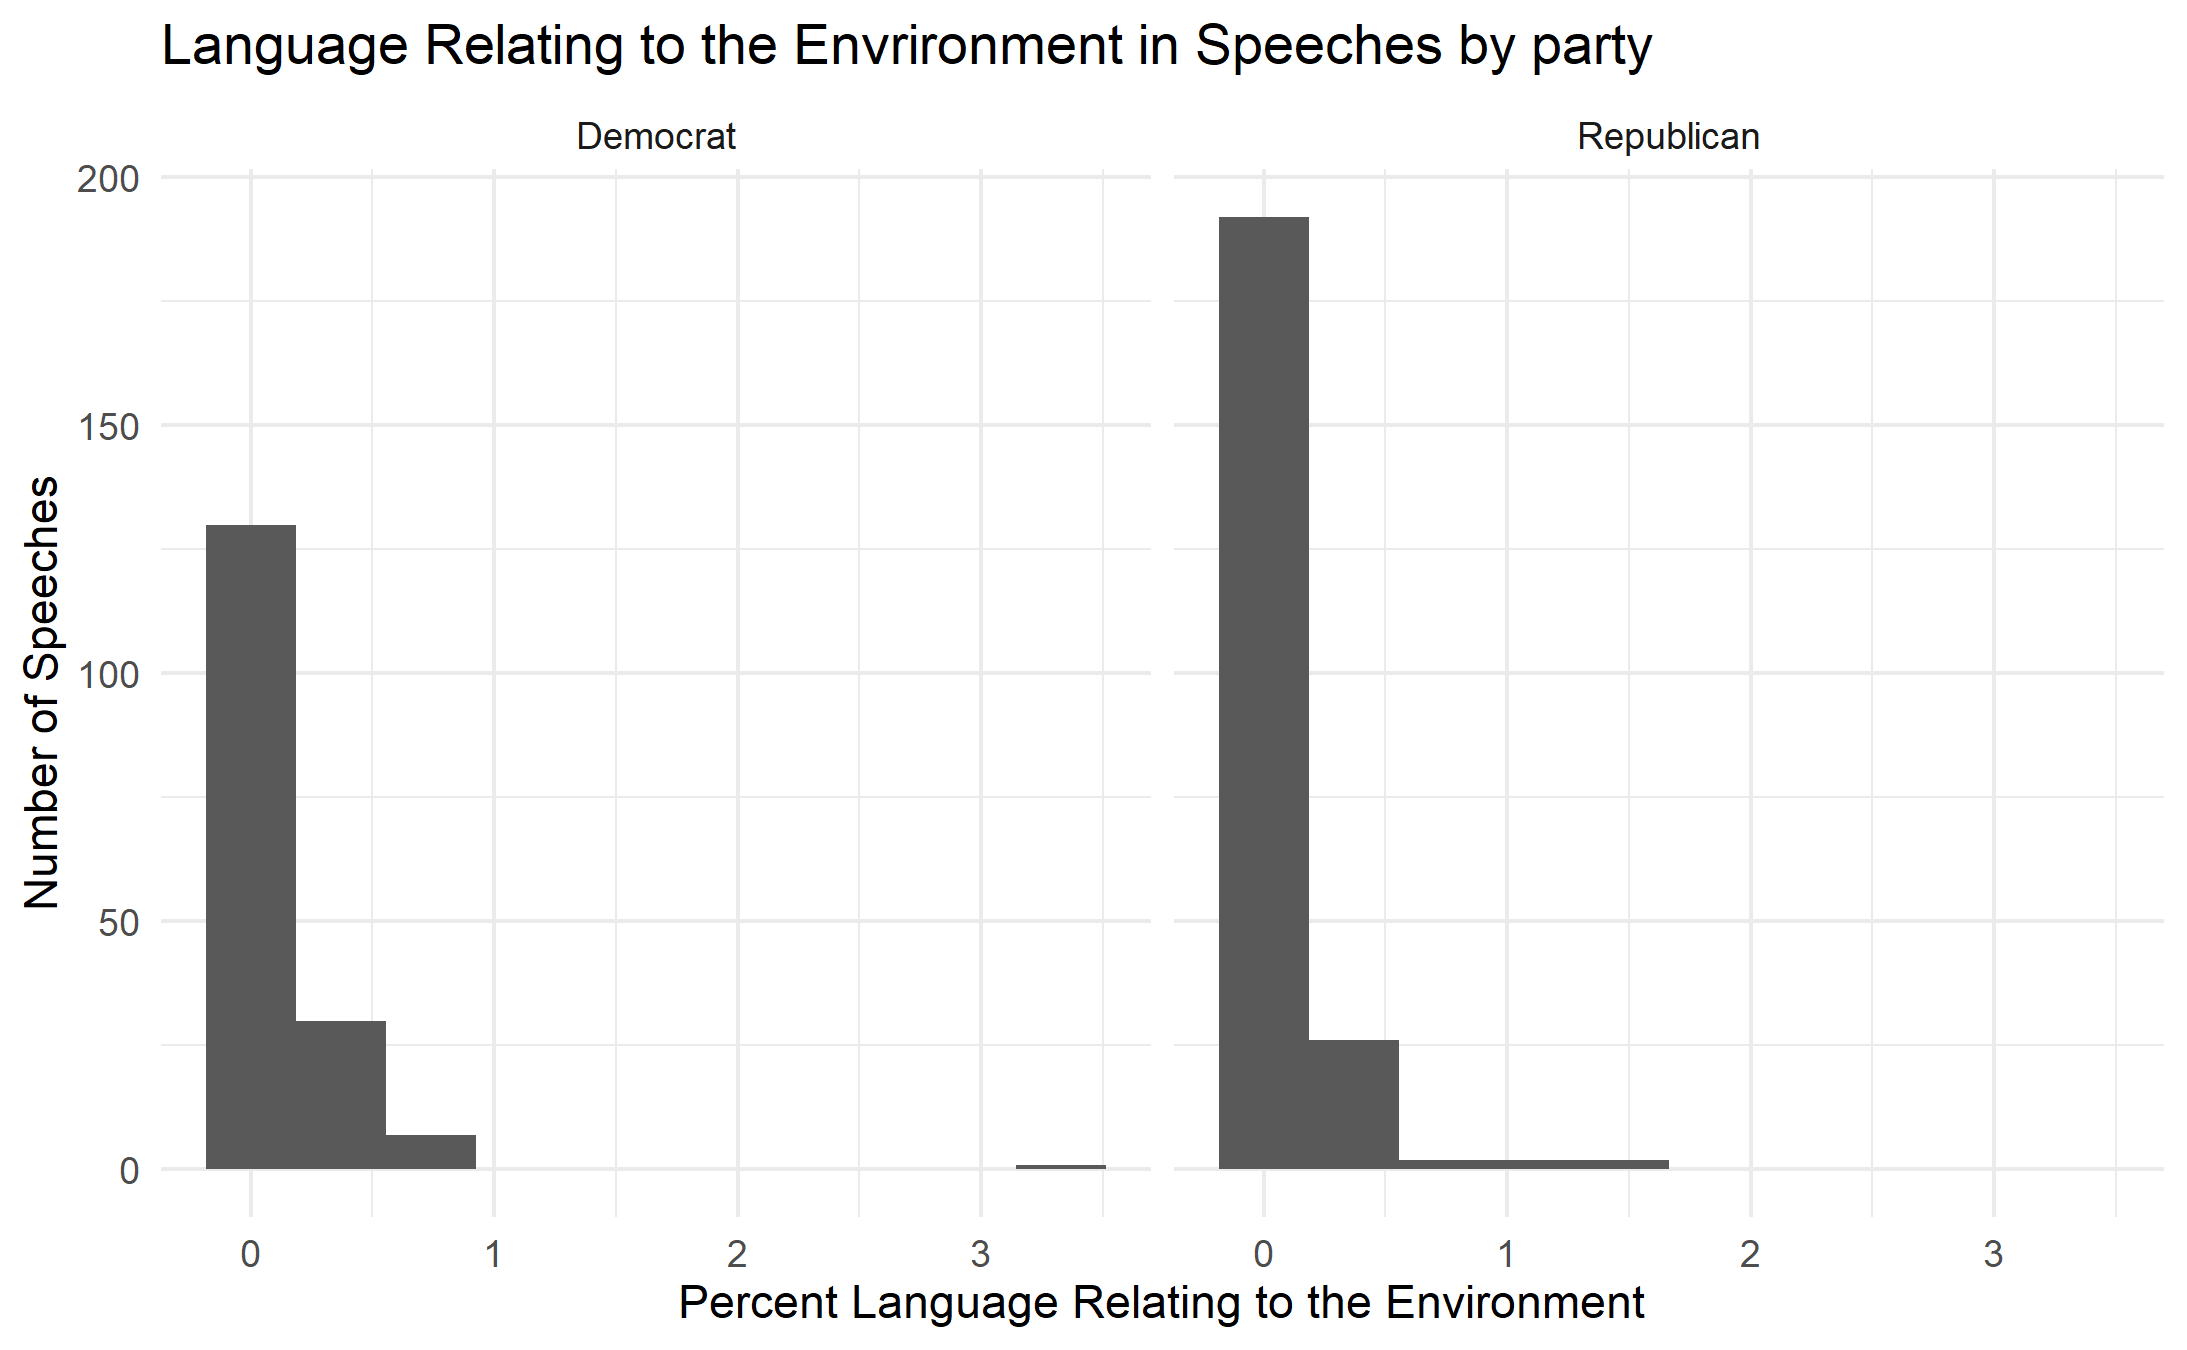 Language Relating to the Envrironment in Speeches by party
Democrat Republican
200
150
100
50
0
Number of Speeches
0 1 2 3 0 1 2 3
Percent Language Relating to the Environment